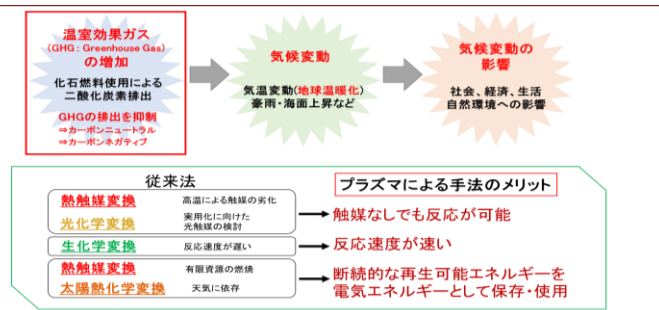 温室効果ガス
(GHG：Greenhouse Gas)
の増加
化石燃料使用による
二酸化炭素排出
GHGの排出を抑制
⇒カーボンニュートラル
⇒カーボンネガティブ
気候変動
気温変動(地球温暖化)
豪雨・海面上昇など
気候変動の
影響
社会、経済、生活
自然環境への影響
従来法
プラズマによる手法のメリット
熱触媒変換
高温による触媒の劣化
光化学変換
実用化に向けた
光触媒の検討
触媒なしでも反応が可能
生化学変換
反応速度が遅い
反応速度が速い
熱触媒変換
有限資源の燃焼
太陽熱化学変換
天気に依存
断続的な再生可能エネルギーを
電気エネルギーとして保存・使用